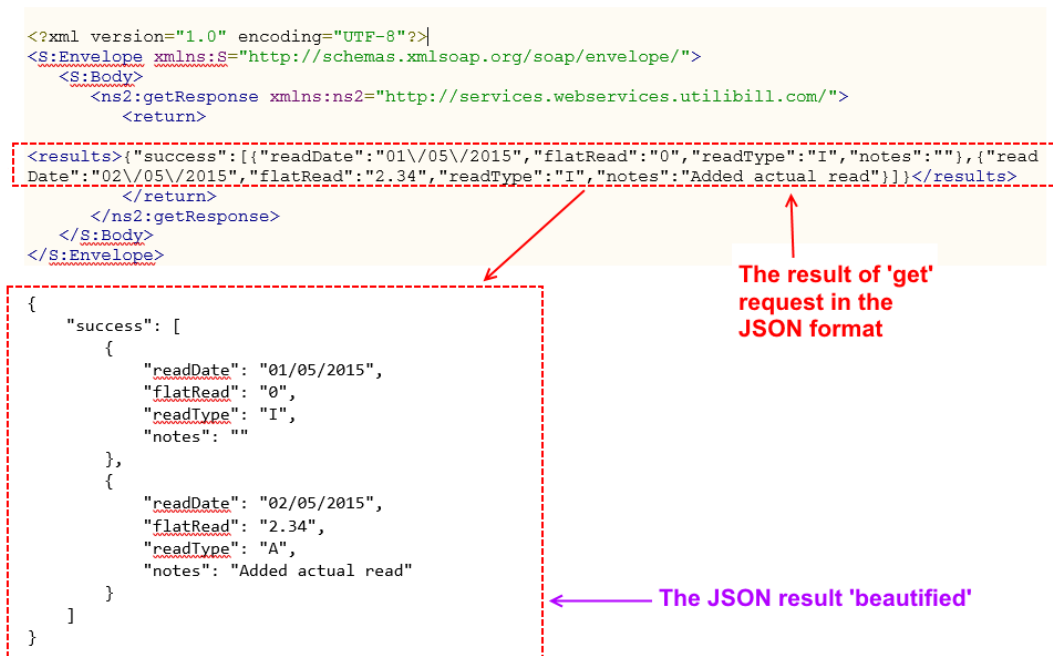 <?xml version="1.0" encoding="UTF-8"?>
<S:Envelope xmlns:S="http://schemas.xmlsoap.org/soap/envelope/">
<S:Body>
<ns2:getResponse xmlns:ns2="http://services.webservices.utilibill.com/">
<return>
<results>{"success":[{"readDate":"01\/05\/2015","flatRead":"0","readType":"I","notes":""},{"read
Date":"02\/05\/2015","flatRead":"2.34","readType":"I","notes":"Added actual read"}]}</results>
</return>
</ns2:getResponse>
</S:Body>
</S:Envelope>
The result of 'get'
request in the
JSON format
{
"success": [
{
"readDate": "01/05/2015",
"flatRead": "0",
"readType": "I",
"notes": ""
},
{
"readDate": "02/05/2015",
"flatRead": "2.34",
"readType": "A",
"notes": "Added actual read"
}
]
}
The JSON result 'beautified'